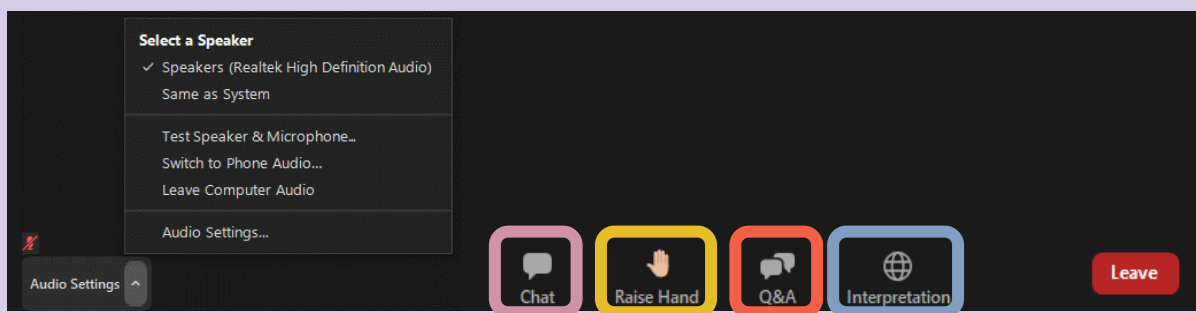 Select a Speaker
✓ Speakers (Realtek High Definition Audio)
Same as System
Test Speaker & Microphone...
Switch to Phone Audio...
Leave Computer Audio
Audio Settings...
Audio Settings
Chat
Raise Hand
Q&A
Interpretation
Leave